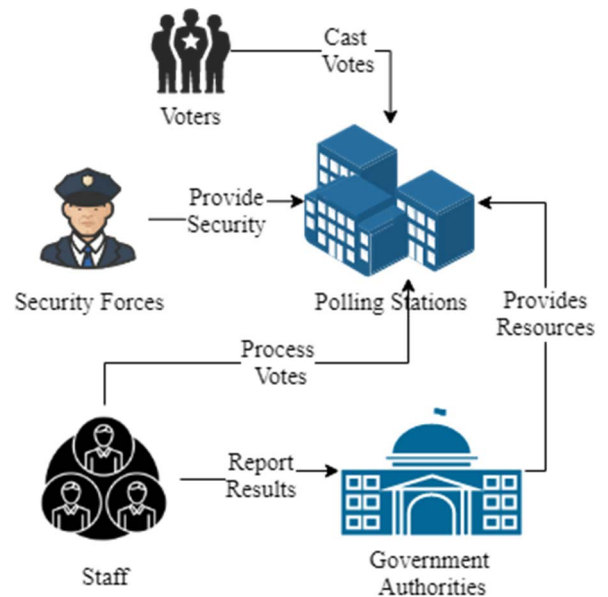 Cast
Votes
Voters
Provide
Security
Security Forces
Polling Stations
Provides
Resources
Process
Votes
Report
Results
Staff
Government
Authorities